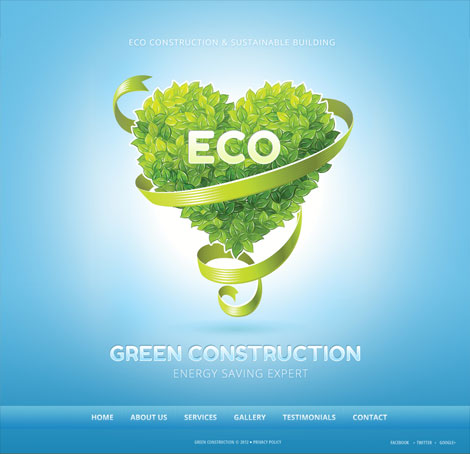 ECO CONSTRUCTION & SUSTAINABLE BUILDING
ECO
GREEN CONSTRUCTION
ENERGY SAVING EXPERT
HOME ABOUT US SERVICES GALLERY TESTIMONIALS CONTACT
GREEN CONSTRUCTION © 2012 • PRIVACY POLICY FACEBOOK • TWITTER / GOOGLE+